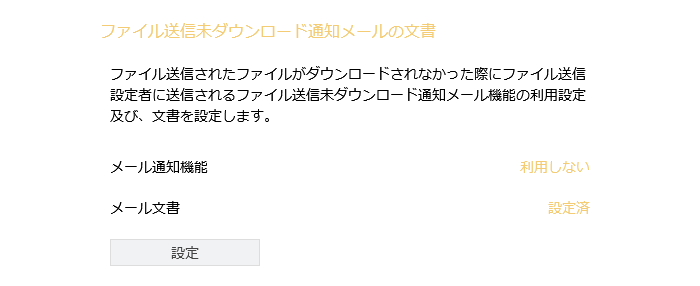 ファイル送信未ダウンロード通知メールの文書
ファイル送信されたファイルがダウンロードされなかった際にファイル送信
設定者に送信されるファイル送信未ダウンロード通知メール機能の利用設定
及び、文書を設定します。
メール通知機能 利用しない
メール文書 設定済
設定